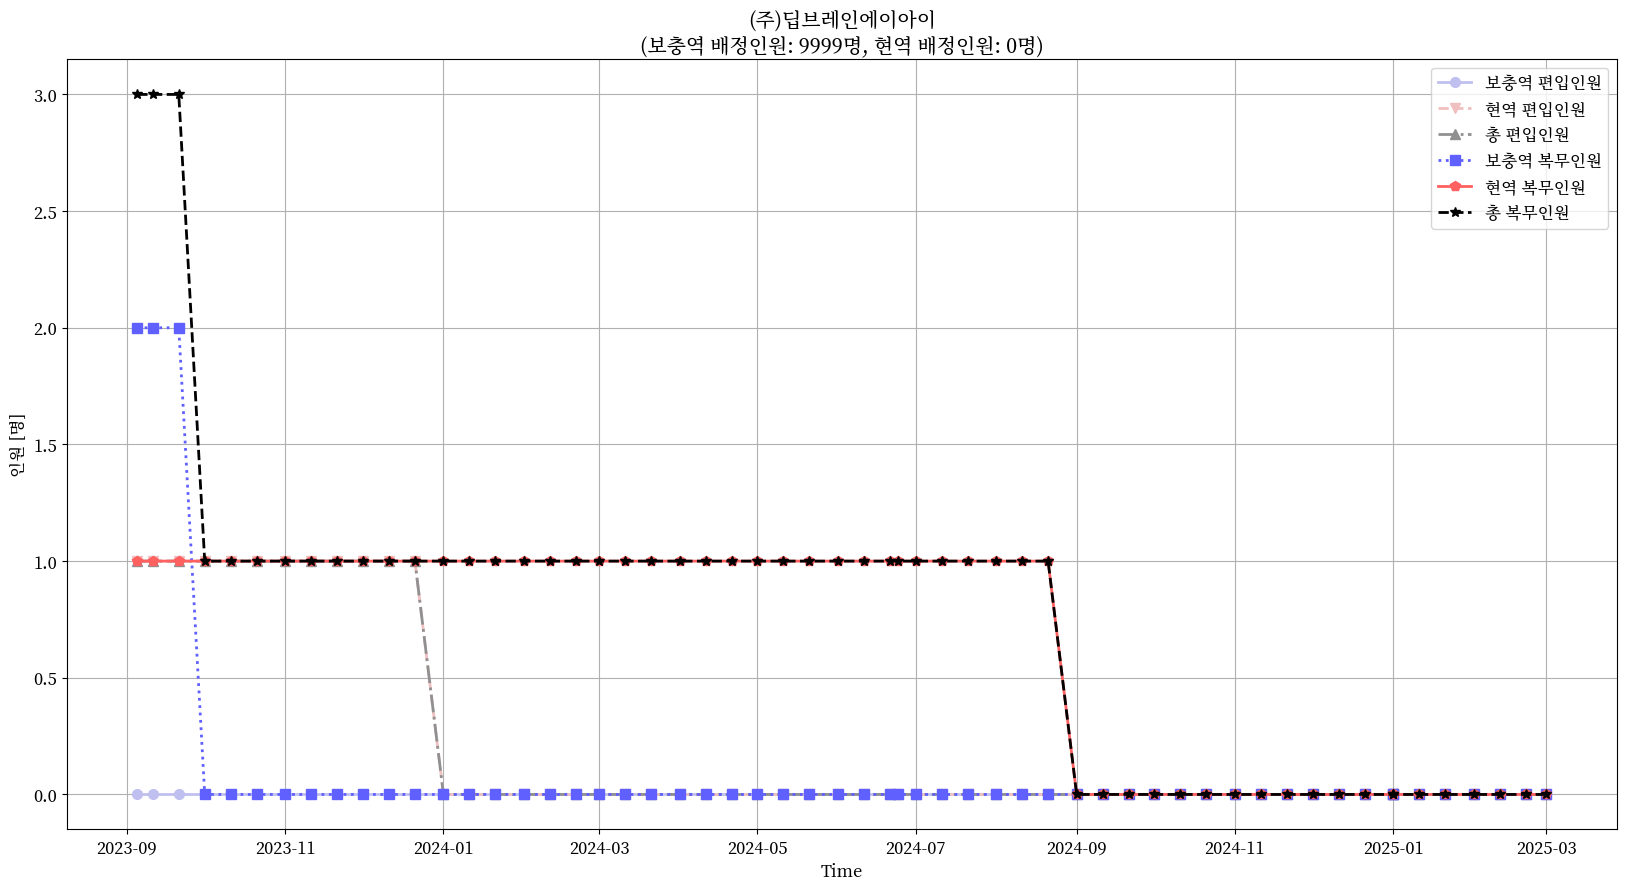 (주)딥브레인에이아이
(보충역 배정인원: 9999명, 현역 배정인원: 0명)
보충역 편입인원
현역 편입인원
총 편입인원
보충역 복무인원
현역 복무인원
총 복무인원
3.0
2.5
2.0
1.5
1.0
0.5
0.0
인원 [명]
2023-09
2023-11
2024-01
2024-03
2024-05
2024-07
2024-09
2024-11
2025-01
2025-03
Time